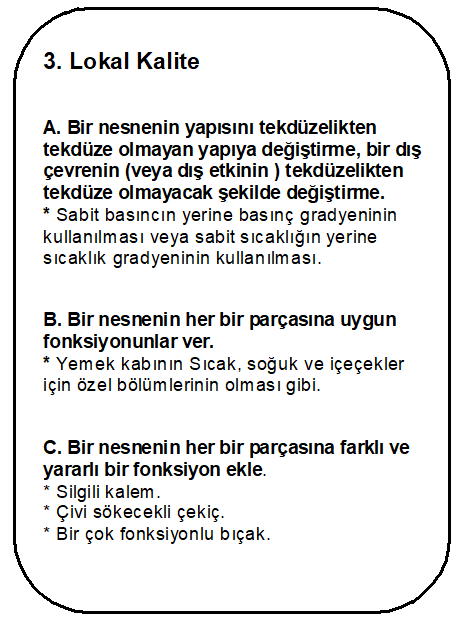 3. Lokal Kalite
A. Bir nesnenin yapısını tekdüzelikten
tekdüze olmayan yapıya değiştirme, bir dış
çevrenin (veya dış etkinin ) tekdüzelikten
tekdüze olmayacak şekilde değiştirme.
* Sabit basıncın yerine basınç gradyeninin
kullanılması veya sabit sıcaklığın yerine
sıcaklık gradyeninin kullanılması.
B. Bir nesnenin her bir parçasına uygun
fonksiyonunlar ver.
* Yemek kabının Sıcak, soğuk ve içeçekler
için özel bölümlerinin olması gibi.
C. Bir nesnenin her bir parçasına farklı ve
yararlı bir fonksiyon ekle.
* Silgili kalem.
* Çivi sökecekli çekiç.
* Bir çok fonksiyonlu bıçak.